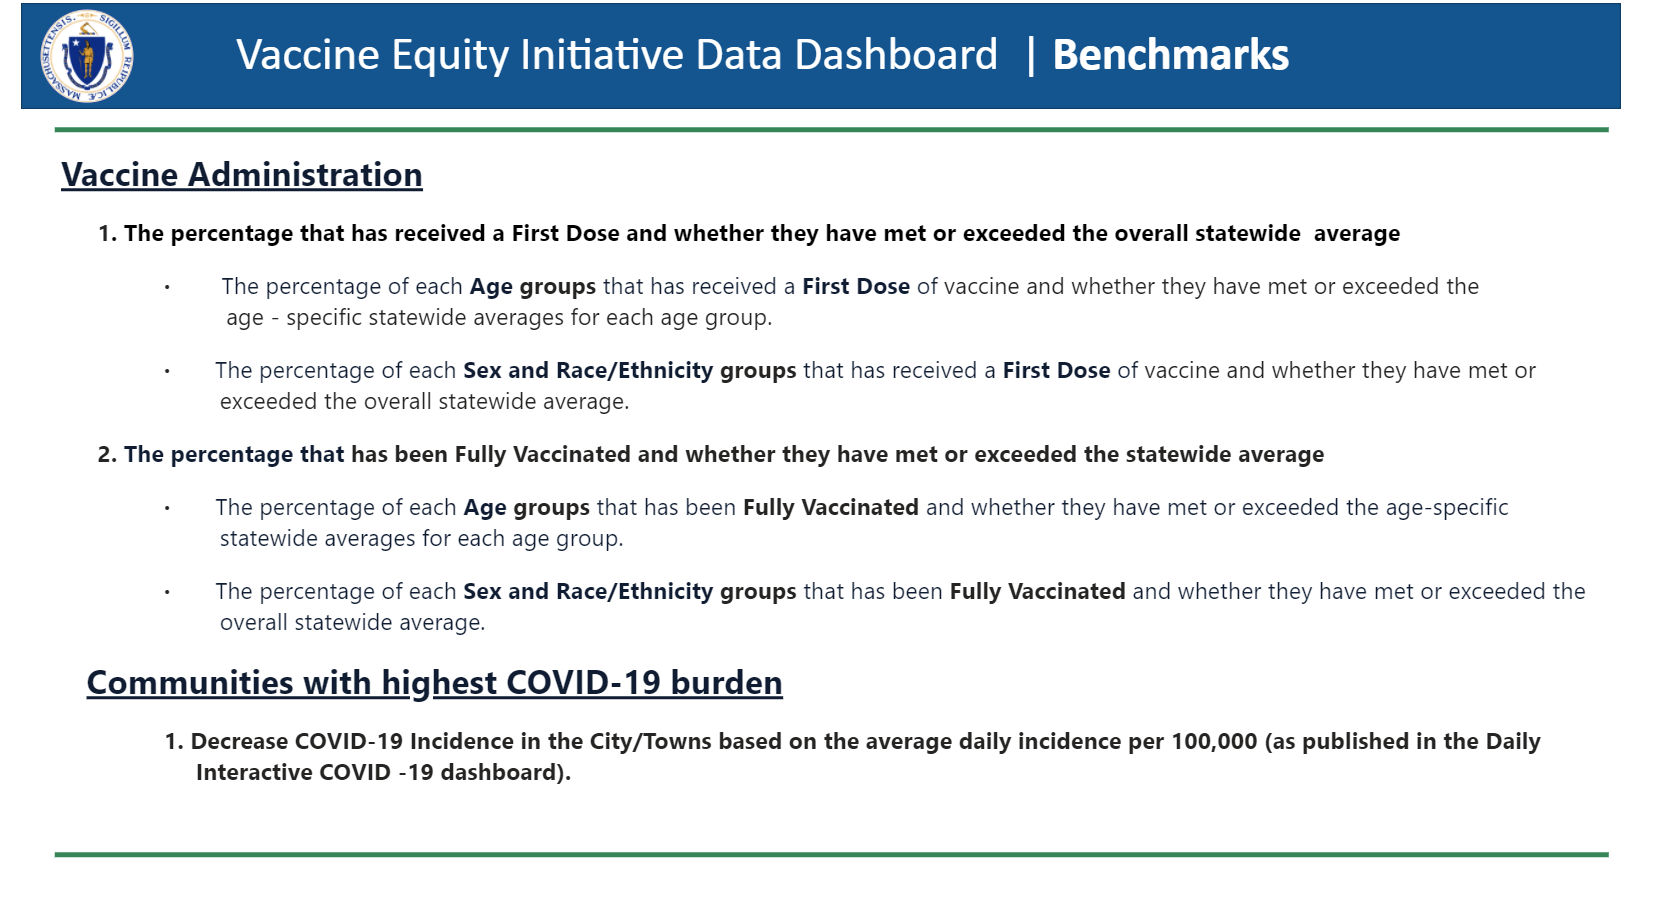 Vaccine Equity Initiative Data Dashboard | Benchmarks
SIGILLUM REIPUBLICÆ MASSACHUSETTENSIS.
Vaccine Administration
1. The percentage that has received a First Dose and whether they have met or exceeded the overall statewide average
• The percentage of each Age groups that has received a First Dose of vaccine and whether they have met or exceeded the
age - specific statewide averages for each age group.
• The percentage of each Sex and Race/Ethnicity groups that has received a First Dose of vaccine and whether they have met or
exceeded the overall statewide average.
2. The percentage that has been Fully Vaccinated and whether they have met or exceeded the statewide average
• The percentage of each Age groups that has been Fully Vaccinated and whether they have met or exceeded the age-specific
statewide averages for each age group.
• The percentage of each Sex and Race/Ethnicity groups that has been Fully Vaccinated and whether they have met or exceeded the
overall statewide average.
Communities with highest COVID-19 burden
1. Decrease COVID-19 Incidence in the City/Towns based on the average daily incidence per 100,000 (as published in the Daily
Interactive COVID -19 dashboard).